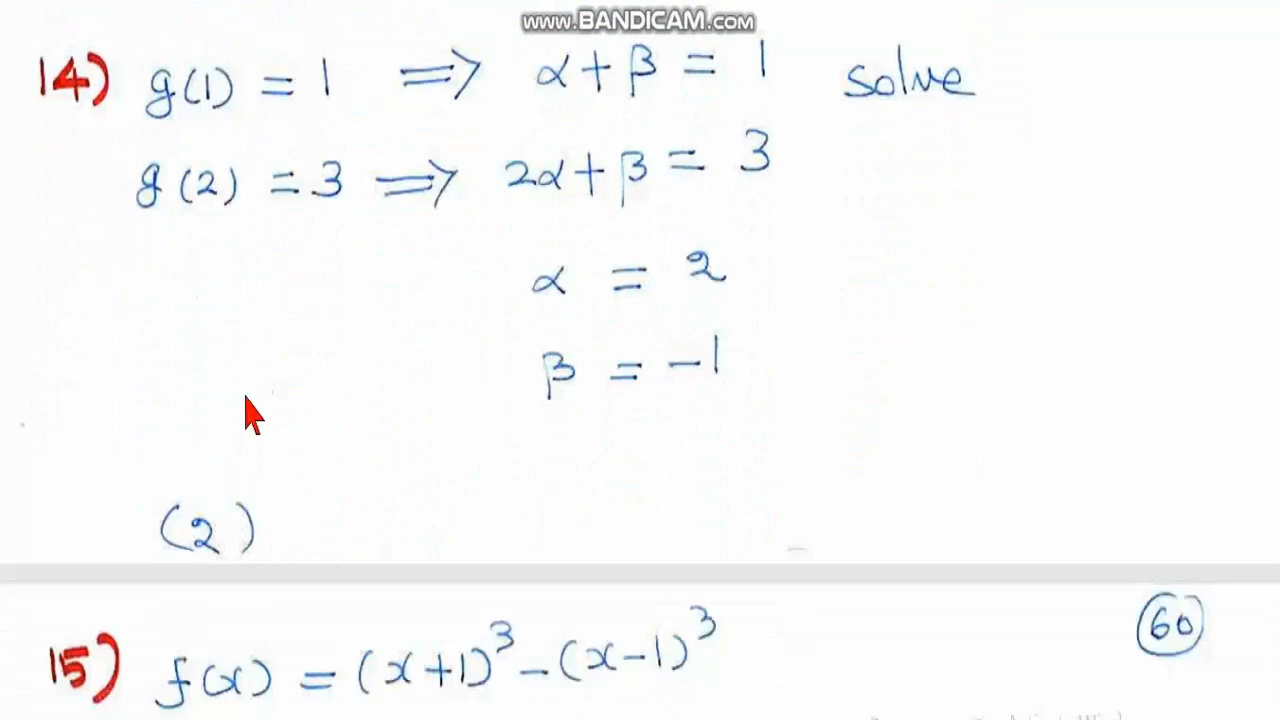 www.BANDICAM.com
14) g(1) = 1 ⟹ α + β = 1 solve
g(2) = 3 ⟹ 2α + β = 3
α = 2
β = -1
(2)
60
15) f(x) = (x+1)³ - (x-1)³